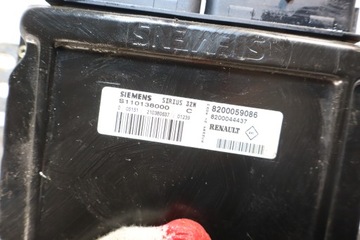 SIEMENS
SIEMENS SIRIUS 32N
S110138000 C
8200059086
8200044437
RENAULT